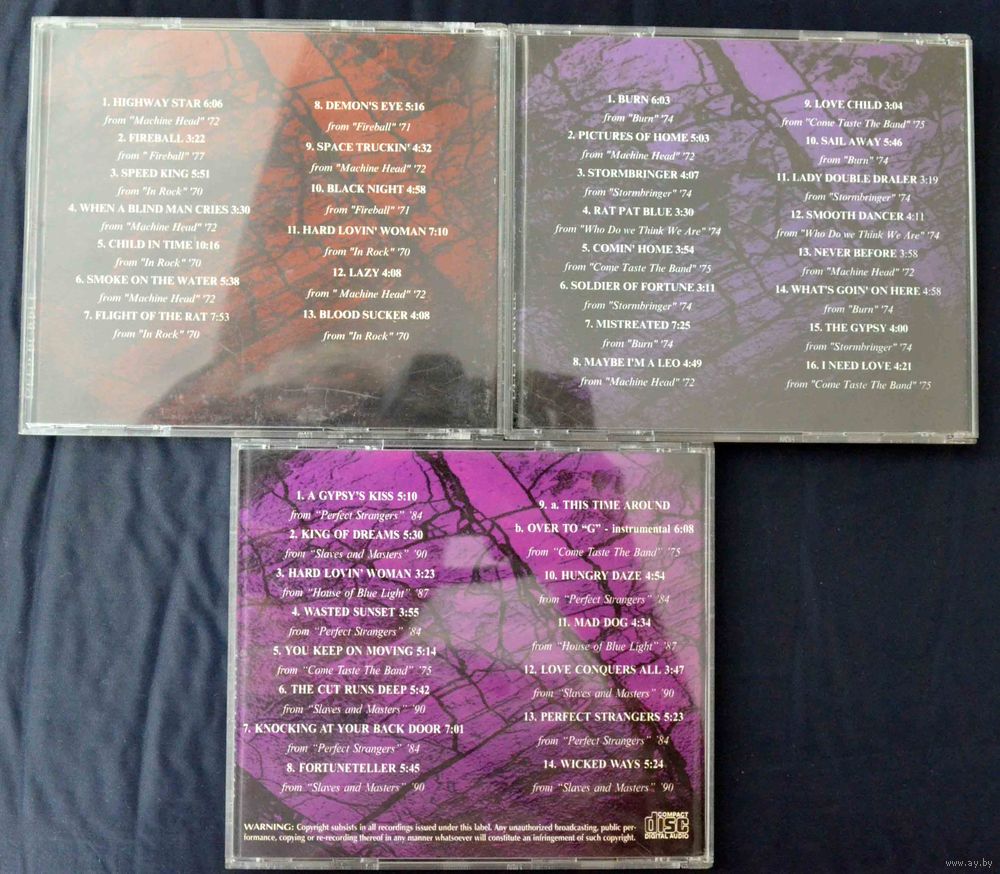 1. HIGHWAY STAR 6:06
from "Machine Head" '72
2. FIREBALL 3:22
from " Fireball" '77
3. SPEED KING 5:51
from "In Rock" '70
4. WHEN A BLIND MAN CRIES 3:30
from "Machine Head" '72
5. CHILD IN TIME 10:16
from "In Rock" '70
6. SMOKE ON THE WATER 5:38
from "Machine Head" '72
7. FLIGHT OF THE RAT 7:53
from "In Rock" '70
8. DEMON'S EYE 5:16
from "Fireball" '71
9. SPACE TRUCKIN' 4:32
from "Machine Head" '72
10. BLACK NIGHT 4:58
from "Fireball" '71
11. HARD LOVIN' WOMAN 7:10
from "In Rock" '70
12. LAZY 4:08
from " Machine Head" '72
13. BLOOD SUCKER 4:08
from "In Rock" '70
1. BURN 6:03
from "Burn" '74
2. PICTURES OF HOME 5:03
from "Machine Head" '72
3. STORMBRINGER 4:07
from "Stormbringer" '74
4. RAT PAT BLUE 3:30
from "Who Do we Think We Are" '74
5. COMIN' HOME 3:54
from "Come Taste The Band" '75
6. SOLDIER OF FORTUNE 3:11
from "Stormbringer" '74
7. MISTREATED 7:25
from "Burn" '74
8. MAYBE I'M A LEO 4:49
from "Machine Head" '72
9. LOVE CHILD 3:04
from "Come Taste The Band" '75
10. SAIL AWAY 5:46
from "Burn" '74
11. LADY DOUBLE DRALER 3:19
from "Stormbringer" '74
12. SMOOTH DANCER 4:11
from "Who Do we Think We Are" '74
13. NEVER BEFORE 3:58
from "Machine Head" '72
14. WHAT'S GOIN' ON HERE 4:58
from "Burn" '74
15. THE GYPSY 4:00
from "Stormbringer" '74
16. I NEED LOVE 4:21
from "Come Taste The Band" '75
1. A GYPSY'S KISS 5:10
from "Perfect Strangers" '84
2. KING OF DREAMS 5:30
from "Slaves and Masters" '90
3. HARD LOVIN' WOMAN 3:23
from "House of Blue Light" '87
4. WASTED SUNSET 3:55
from "Perfect Strangers" '84
5. YOU KEEP ON MOVING 5:14
from "Come Taste The Band" '75
6. THE CUT RUNS DEEP 5:42
from "Slaves and Masters" '90
7. KNOCKING AT YOUR BACK DOOR 7:01
from "Perfect Strangers" '84
8. FORTUNETELLER 5:45
from "Slaves and Masters" '90
9. a. THIS TIME AROUND
b. OVER TO "G" - instrumental 6:08
from "Come Taste The Band" '75
10. HUNGRY DAZE 4:54
from "Perfect Strangers" '84
11. MAD DOG 4:34
from "House of Blue Light" '87
12. LOVE CONQUERS ALL 3:47
from "Slaves and Masters" '90
13. PERFECT STRANGERS 5:23
from "Perfect Strangers" '84
14. WICKED WAYS 5:24
from "Slaves and Masters" '90
WARNING: Copyright subsists in all recordings issued under this label. Any unauthorized broadcasting, public per-
formance, copying or re-recording thereof in any manner whatsoever will constitute an infringement of such copyright.
COMPACT
disc
DIGITAL AUDIO
www.ay.by